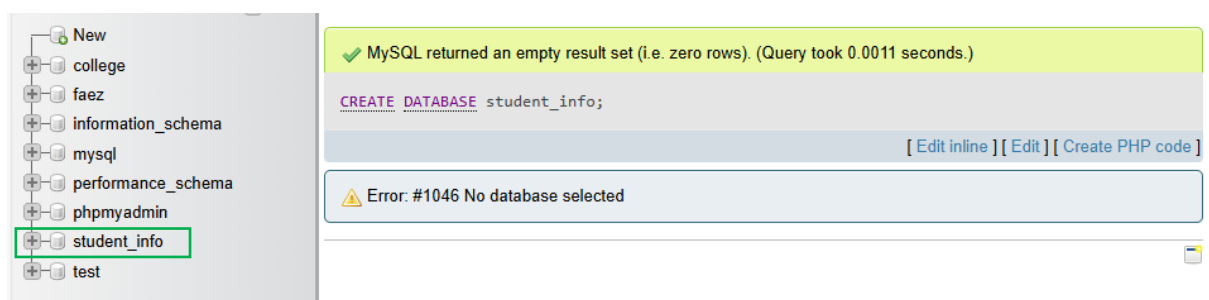 New
college
faez
information_schema
mysql
performance_schema
phpmyadmin
student_info
test
MySQL returned an empty result set (i.e. zero rows). (Query took 0.0011 seconds.)
CREATE DATABASE student_info;
[ Edit inline ] [ Edit ] [ Create PHP code ]
Error: #1046 No database selected